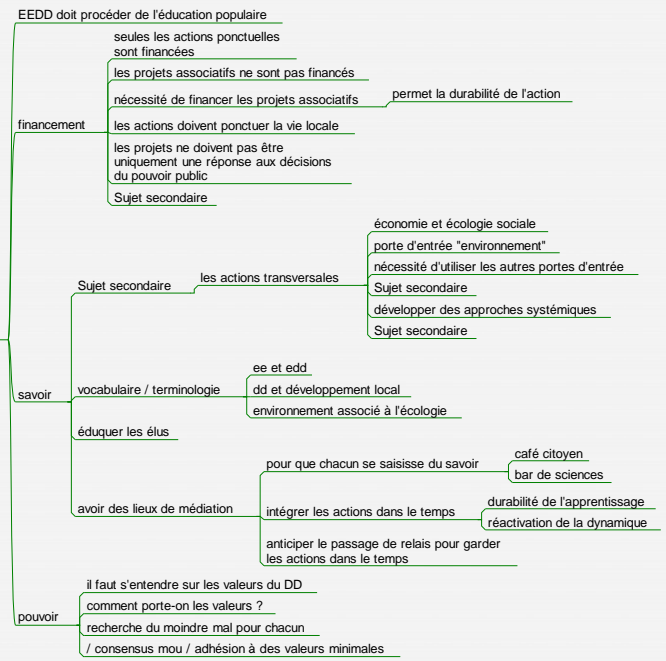 EEDD doit procéder de l'éducation populaire
financement
seules les actions ponctuelles
sont financées
les projets associatifs ne sont pas financés
nécessité de financer les projets associatifs
permet la durabilité de l'action
les actions doivent ponctuer la vie locale
les projets ne doivent pas être
uniquement une réponse aux décisions
du pouvoir public
Sujet secondaire
savoir
Sujet secondaire
les actions transversales
économie et écologie sociale
porte d'entrée "environnement"
nécessité d'utiliser les autres portes d'entrée
Sujet secondaire
développer des approches systémiques
Sujet secondaire
vocabulaire / terminologie
ee et edd
dd et développement local
environnement associé à l'écologie
éduquer les élus
avoir des lieux de médiation
pour que chacun se saisisse du savoir
café citoyen
bar de sciences
intégrer les actions dans le temps
durabilité de l'apprentissage
réactivation de la dynamique
anticiper le passage de relais pour garder
les actions dans le temps
pouvoir
il faut s'entendre sur les valeurs du DD
comment porte-on les valeurs ?
recherche du moindre mal pour chacun
/ consensus mou / adhésion à des valeurs minimales